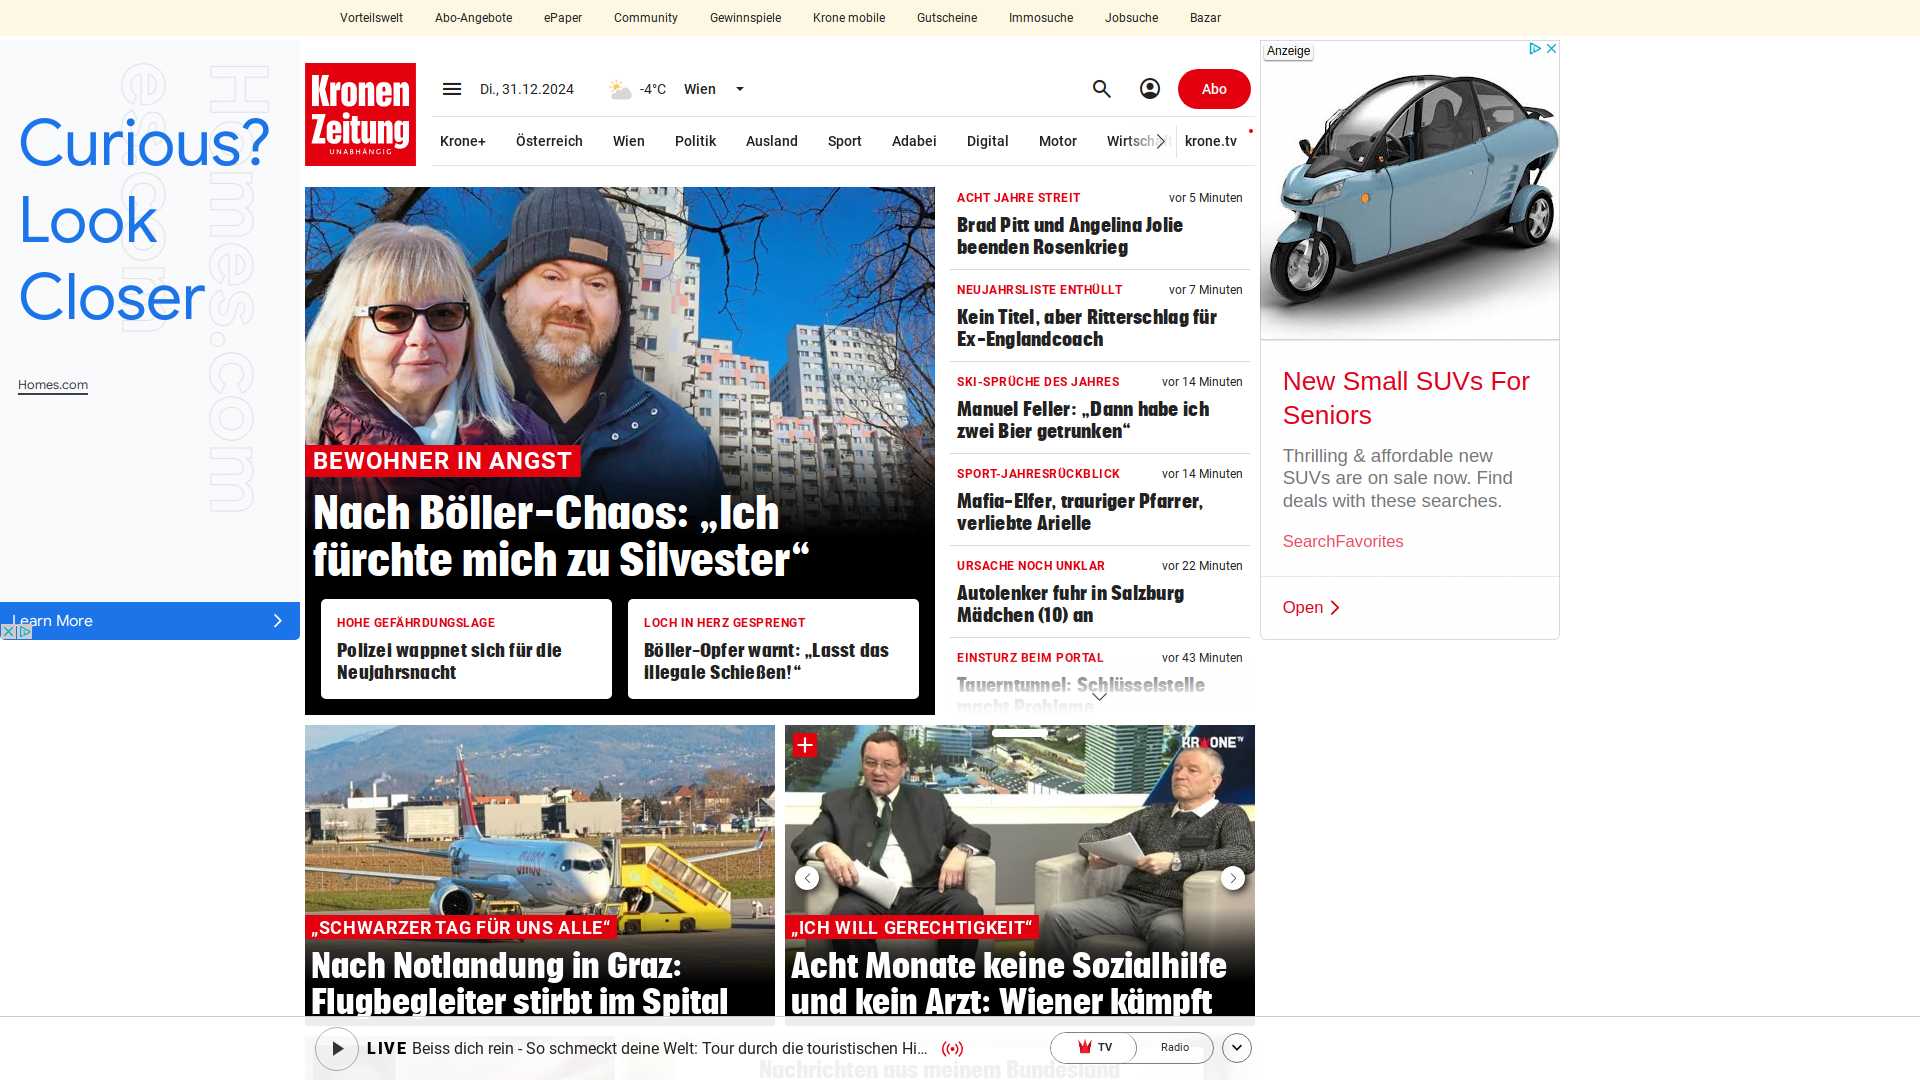 Vorteilswelt Abo-Angebote ePaper Community Gewinnspiele Krone mobile Gutscheine Immosuche Jobsuche Bazar
Homes.com
Curious?
Look
Closer
Homes.com
Learn More
Kronen
Zeitung
UNABHÄNGIG
Di., 31.12.2024 -4°C Wien Abo
Krone+ Österreich Wien Politik Ausland Sport Adabei Digital Motor Wirtsch krone.tv
BEWOHNER IN ANGST
Nach Böller-Chaos: „Ich
fürchte mich zu Silvester“
HOHE GEFÄHRDUNGSLAGE
Polizei wappnet sich für die
Neujahrsnacht
LOCH IN HERZ GESPRENGT
Böller-Opfer warnt: „Lasst das
illegale Schießen!“
ACHT JAHRE STREIT vor 5 Minuten
Brad Pitt und Angelina Jolie
beenden Rosenkrieg
NEUJAHRSLISTE ENTHÜLLT vor 7 Minuten
Kein Titel, aber Ritterschlag für
Ex-Englandcoach
SKI-SPRÜCHE DES JAHRES vor 14 Minuten
Manuel Feller: „Dann habe ich
zwei Bier getrunken“
SPORT-JAHRESRÜCKBLICK vor 14 Minuten
Mafia-Elfer, trauriger Pfarrer,
verliebte Arielle
URSACHE NOCH UNKLAR vor 22 Minuten
Autolenker fuhr in Salzburg
Mädchen (10) an
EINSTURZ BEIM PORTAL vor 43 Minuten
Tauerntunnel: Schlüsselstelle
macht Probleme
Anzeige
New Small SUVs For
Seniors
Thrilling & affordable new
SUVs are on sale now. Find
deals with these searches.
SearchFavorites
Open
„SCHWARZER TAG FÜR UNS ALLE“
Nach Notlandung in Graz:
Flugbegleiter stirbt im Spital
KRONE TV
„ICH WILL GERECHTIGKEIT“
Acht Monate keine Sozialhilfe
und kein Arzt: Wiener kämpft
LIVE Beiss dich rein - So schmeckt deine Welt: Tour durch die touristischen Hi... TV Radio
Nachrichten aus meinem Bundesland